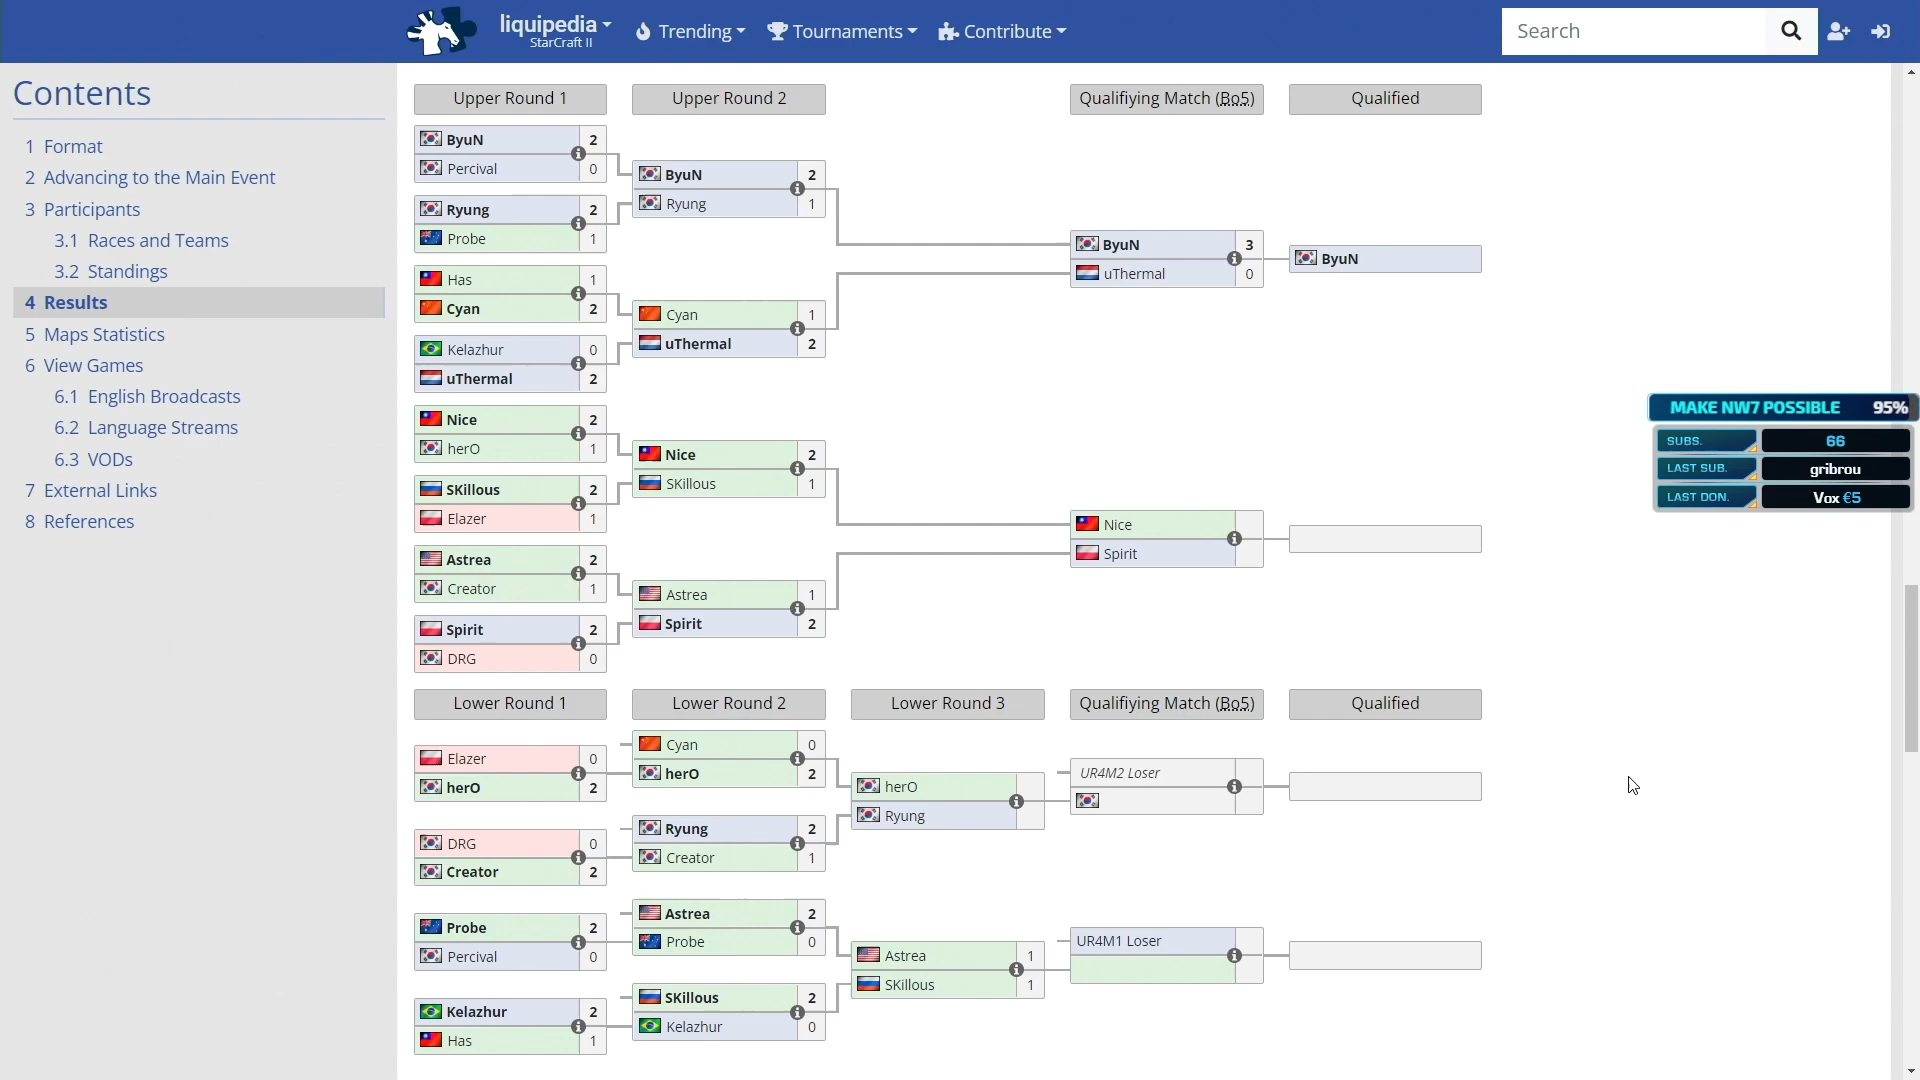 liquipedia
StarCraft II
Trending
Tournaments
Contribute
Search
Contents
1 Format
2 Advancing to the Main Event
3 Participants
3.1 Races and Teams
3.2 Standings
4 Results
5 Maps Statistics
6 View Games
6.1 English Broadcasts
6.2 Language Streams
6.3 VODs
7 External Links
8 References
Upper Round 1
Upper Round 2
Qualifiying Match (Bo5)
Qualified
ByuN 2
Percival 0
Ryung 2
Probe 1
Has 1
Cyan 2
Kelazhur 0
uThermal 2
Nice 2
herO 1
SKillous 2
Elazer 1
Astrea 2
Creator 1
Spirit 2
DRG 0
ByuN 2
Ryung 1
Cyan 1
uThermal 2
Nice 2
SKillous 1
Astrea 1
Spirit 2
ByuN 3
uThermal 0
Nice
Spirit
ByuN
MAKE NW7 POSSIBLE 95%
SUBS. 66
LAST SUB. gribrou
LAST DON. Vox €5
Lower Round 1
Lower Round 2
Lower Round 3
Qualifiying Match (Bo5)
Qualified
Elazer 0
herO 2
DRG 0
Creator 2
Probe 2
Percival 0
Kelazhur 2
Has 1
Cyan 0
herO 2
Ryung 2
Creator 1
Astrea 2
Probe 0
SKillous 2
Kelazhur 0
herO
Ryung
Astrea 1
SKillous 1
UR4M2 Loser
UR4M1 Loser